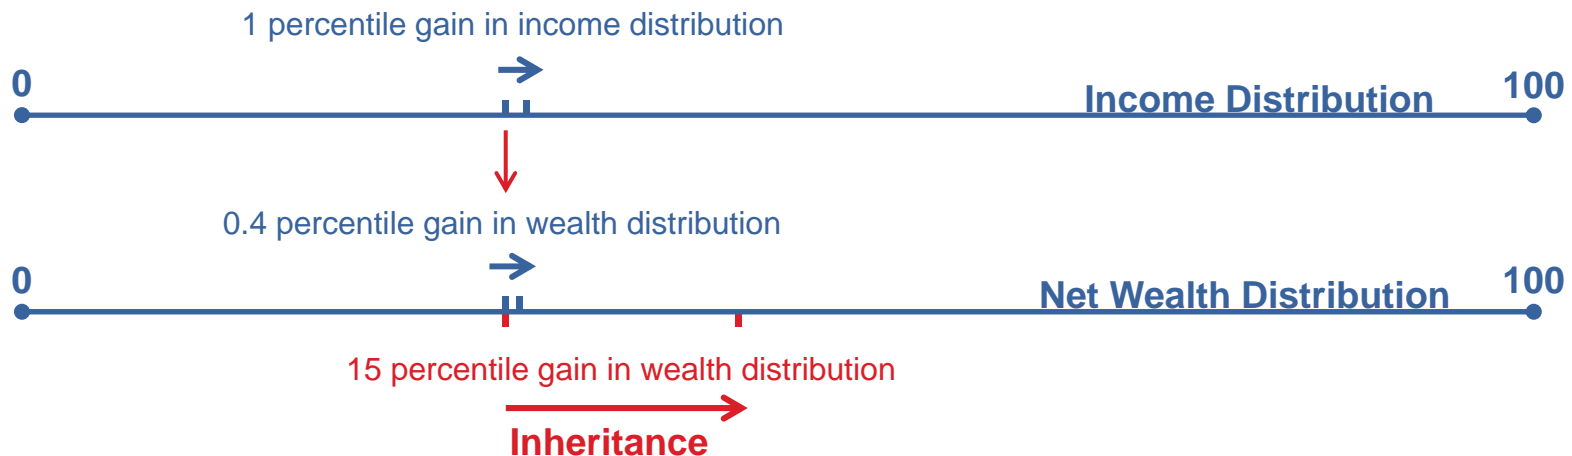 1 percentile gain in income distribution
0
Income Distribution
100
0.4 percentile gain in wealth distribution
0
Net Wealth Distribution
100
15 percentile gain in wealth distribution
Inheritance